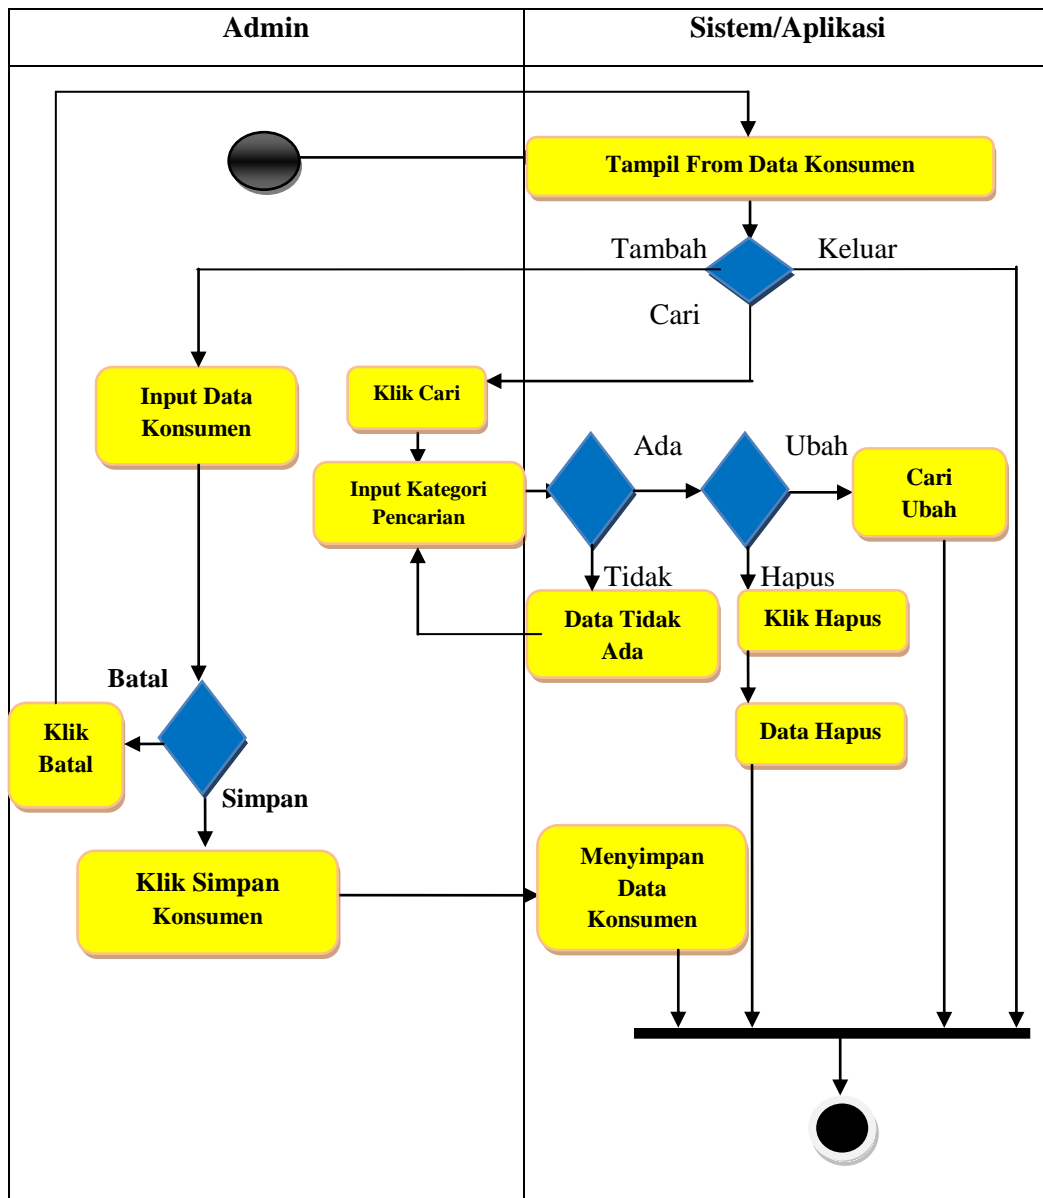 Admin
Sistem/Aplikasi
Tampil From Data Konsumen
Tambah
Keluar
Cari
Input Data
Konsumen
Klik Cari
Input Kategori
Pencarian
Ada
Ubah
Cari
Ubah
Tidak
Hapus
Data Tidak
Ada
Klik Hapus
Data Hapus
Batal
Klik
Batal
Simpan
Klik Simpan
Konsumen
Menyimpan
Data
Konsumen